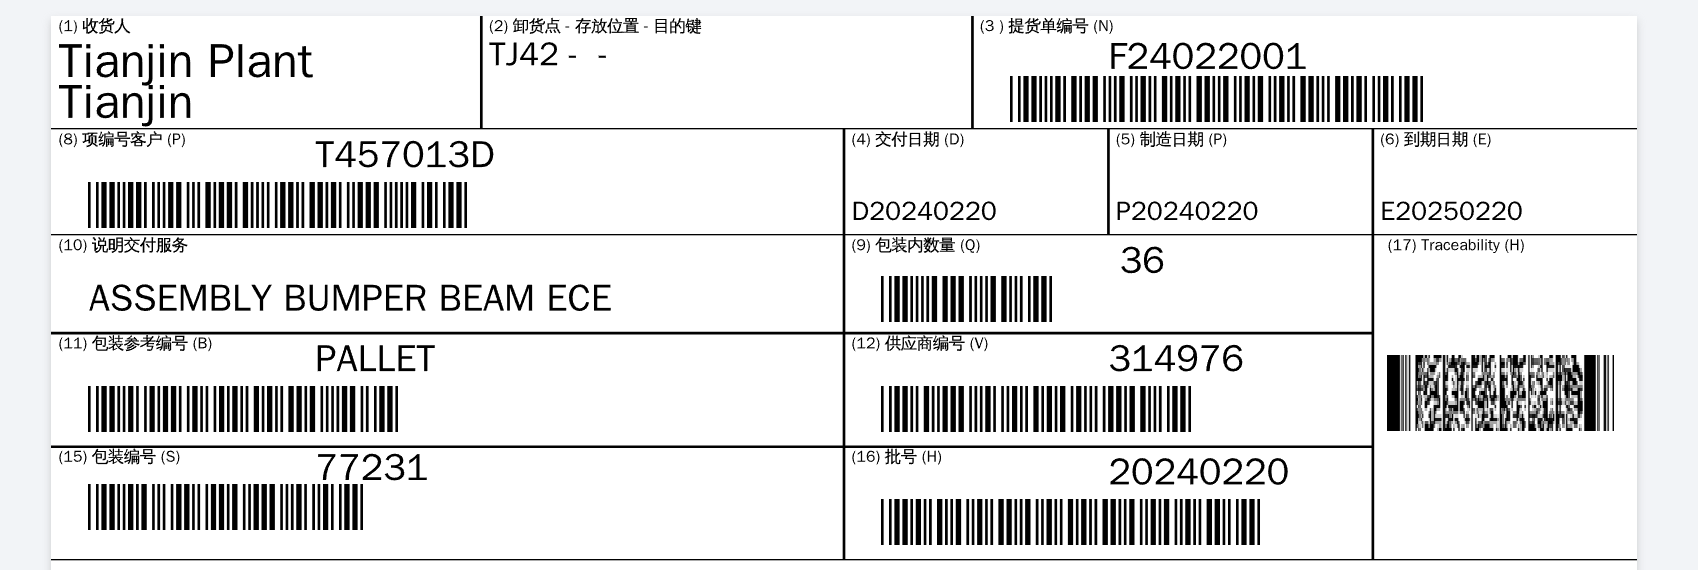 (1) 收货人
Tianjin Plant
Tianjin
(2) 卸货点 - 存放位置 - 目的键
TJ42 -  -
(3 ) 提货单编号 (N)
F24022001
(8) 项编号客户 (P)
T457013D
(4) 交付日期 (D)
D20240220
(5) 制造日期 (P)
P20240220
(6) 到期日期 (E)
E20250220
(10) 说明交付服务
ASSEMBLY BUMPER BEAM ECE
(9) 包装内数量 (Q)
36
(17) Traceability (H)
(11) 包装参考编号 (B)
PALLET
(12) 供应商编号 (V)
314976
(15) 包装编号 (S)
77231
(16) 批号 (H)
20240220